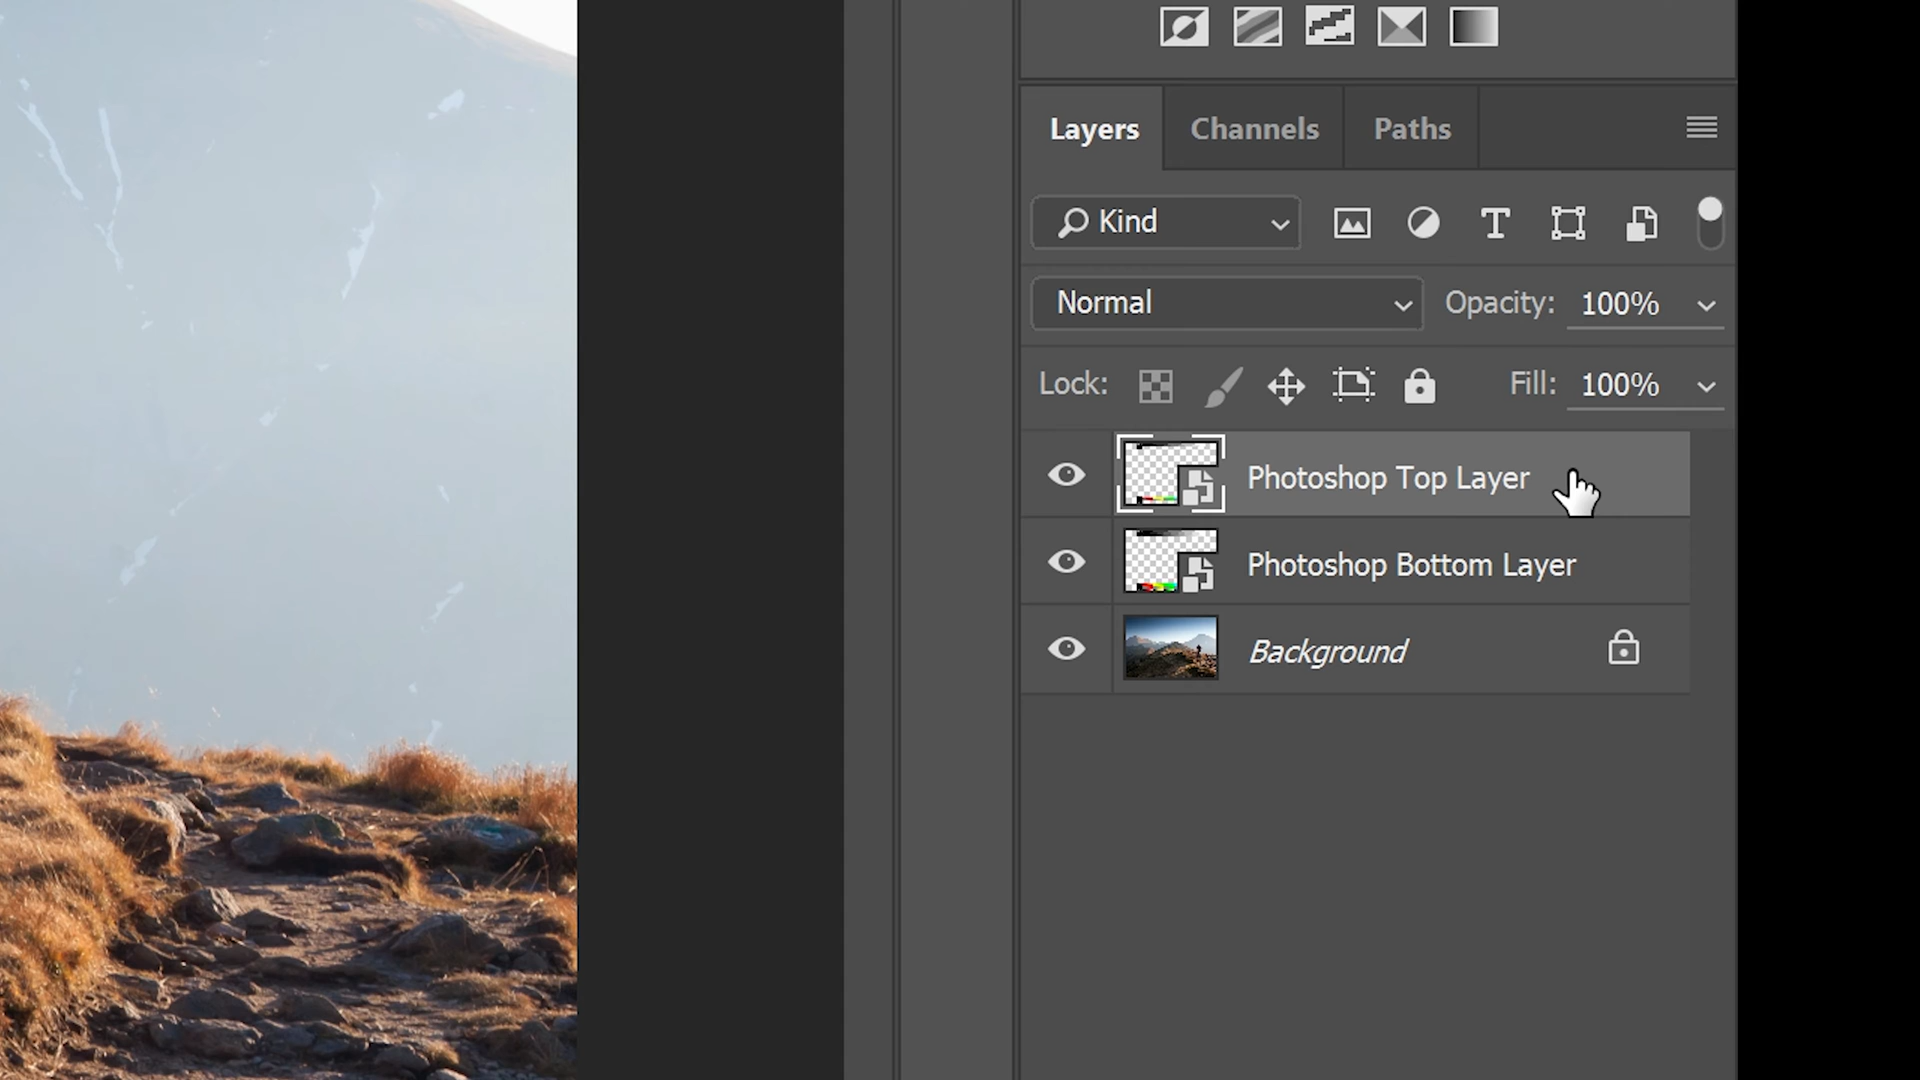 Layers Channels Paths
Kind
Normal Opacity: 100%
Lock: Fill: 100%
Photoshop Top Layer
Photoshop Bottom Layer
Background